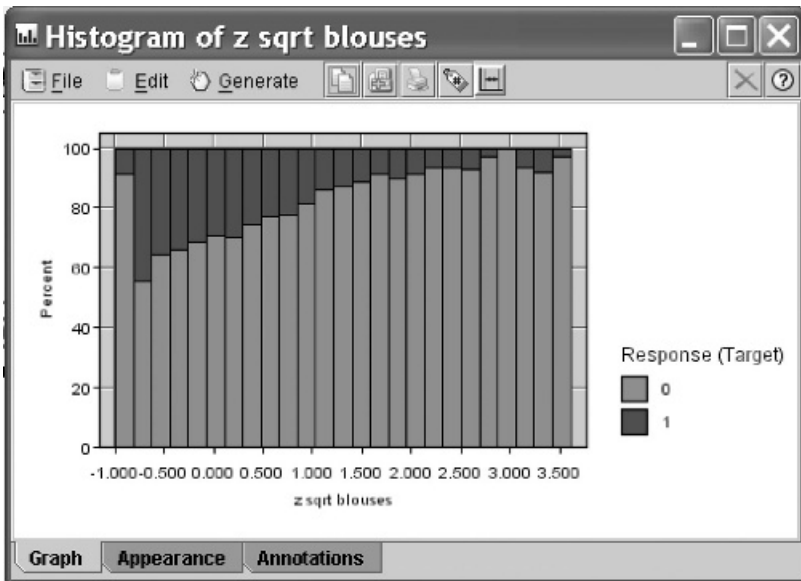 Histogram of z sqrt blouses
File Edit Generate
100
80
60
40
20
0
Percent
-1.000 -0.500 0.000 0.500 1.000 1.500 2.000 2.500 3.000 3.500
z sqrt blouses
Response (Target)
0
1
Graph Appearance Annotations